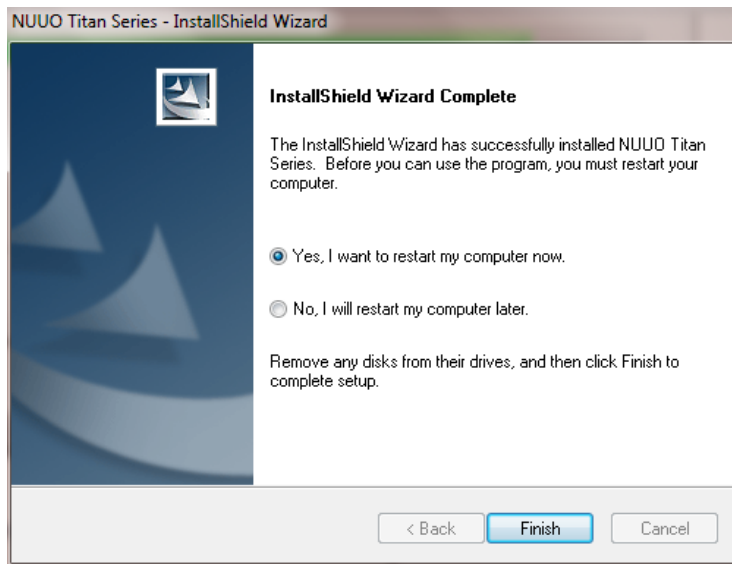 NUUO Titan Series - InstallShield Wizard
InstallShield Wizard Complete
The InstallShield Wizard has successfully installed NUUO Titan
Series.  Before you can use the program, you must restart your
computer.
Yes, I want to restart my computer now.
No, I will restart my computer later.
Remove any disks from their drives, and then click Finish to
complete setup.
< Back
Finish
Cancel